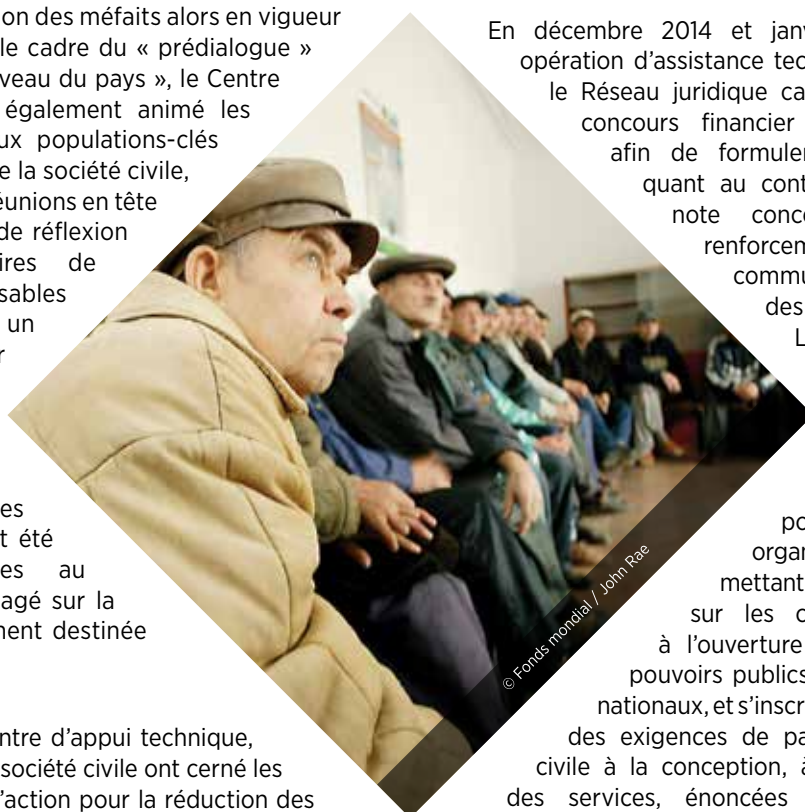 on des méfaits alors en vigueur
le cadre du « prédialogue »
veau du pays », le Centre
également animé les
ux populations-clés
e la société civile,
éunions en tête
de réflexion
ires de
sables
un
r
es
t été
es au
agé sur la
ment destinée
ntre d'appui technique,
société civile ont cerné les
'action pour la réduction des
© Fonds mondial / John Rae
En décembre 2014 et janv
opération d'assistance tec
le Réseau juridique ca
concours financier
afin de formuler
quant au cont
note conce
renforcem
commu
des
L
po
organ
mettant
sur les c
à l'ouverture
pouvoirs publics
nationaux, et s'inscr
des exigences de pa
civile à la conception, à
des services, énoncées